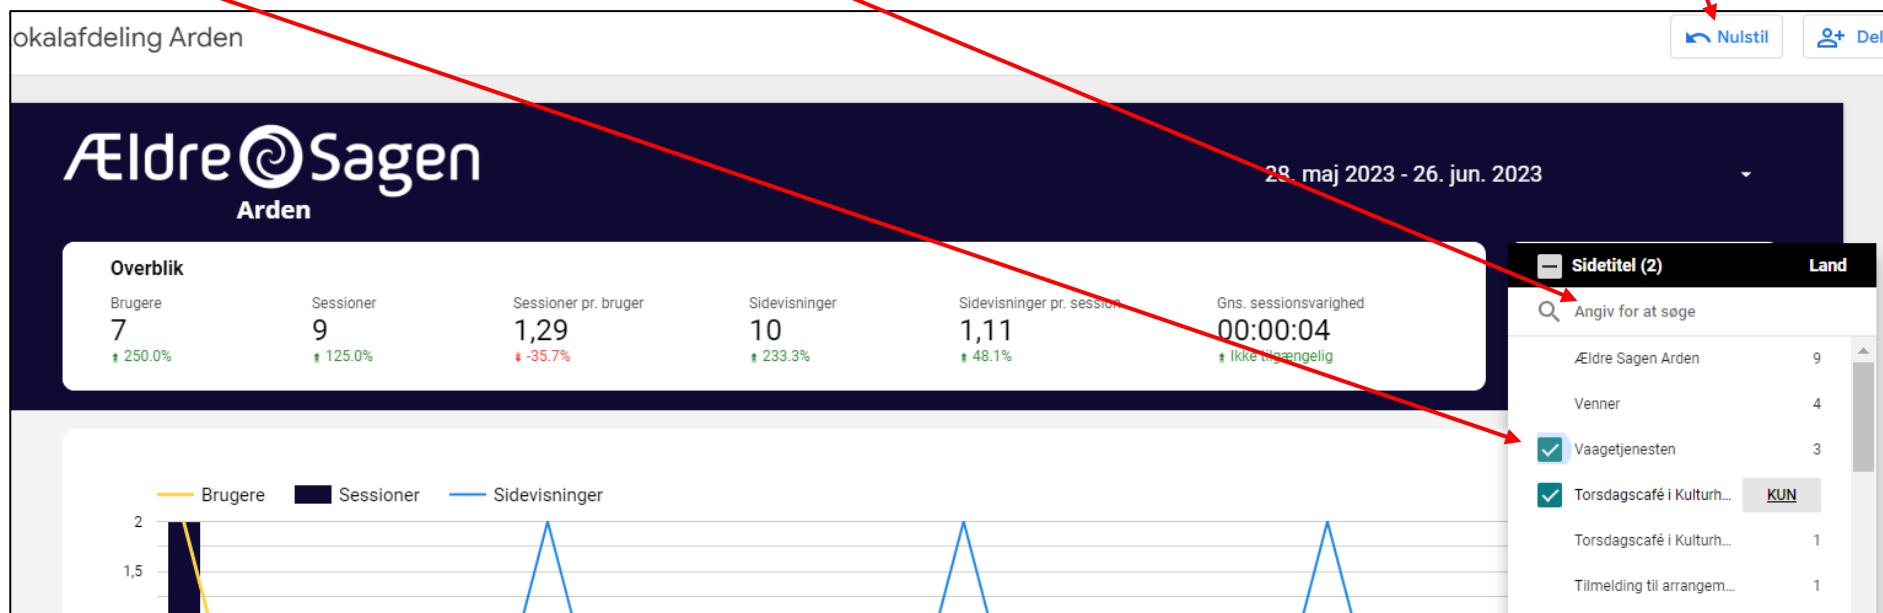 okalafdeling Arden
Nulstil
Del
Ældre Sagen
Arden
28. maj 2023 - 26. jun. 2023
Overblik
Brugere
7
250.0%
Sessioner
9
125.0%
Sessioner pr. bruger
1,29
-35.7%
Sidevisninger
10
233.3%
Sidevisninger pr. session
1,11
48.1%
Gns. sessionsvarighed
00:00:04
Ikke tilgængelig
Sidetitel (2) Land
Angiv for at søge
Ældre Sagen Arden 9
Venner 4
Vaagetjenesten 3
Torsdagscafé i Kulturh... KUN
Torsdagscafé i Kulturh... 1
Tilmelding til arrangem... 1
Brugere Sessioner Sidevisninger
2
1,5